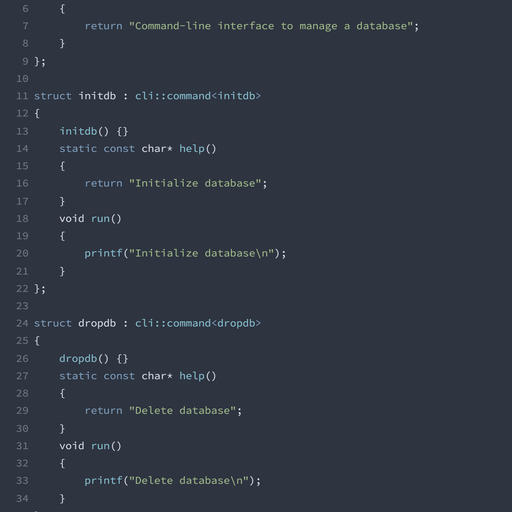 6     {
7         return "Command-line interface to manage a database";
8     }
9 };
10
11 struct initdb : cli::command<initdb>
12 {
13     initdb() {}
14     static const char* help()
15     {
16         return "Initialize database";
17     }
18     void run()
19     {
20         printf("Initialize database\n");
21     }
22 };
23
24 struct dropdb : cli::command<dropdb>
25 {
26     dropdb() {}
27     static const char* help()
28     {
29         return "Delete database";
30     }
31     void run()
32     {
33         printf("Delete database\n");
34     }